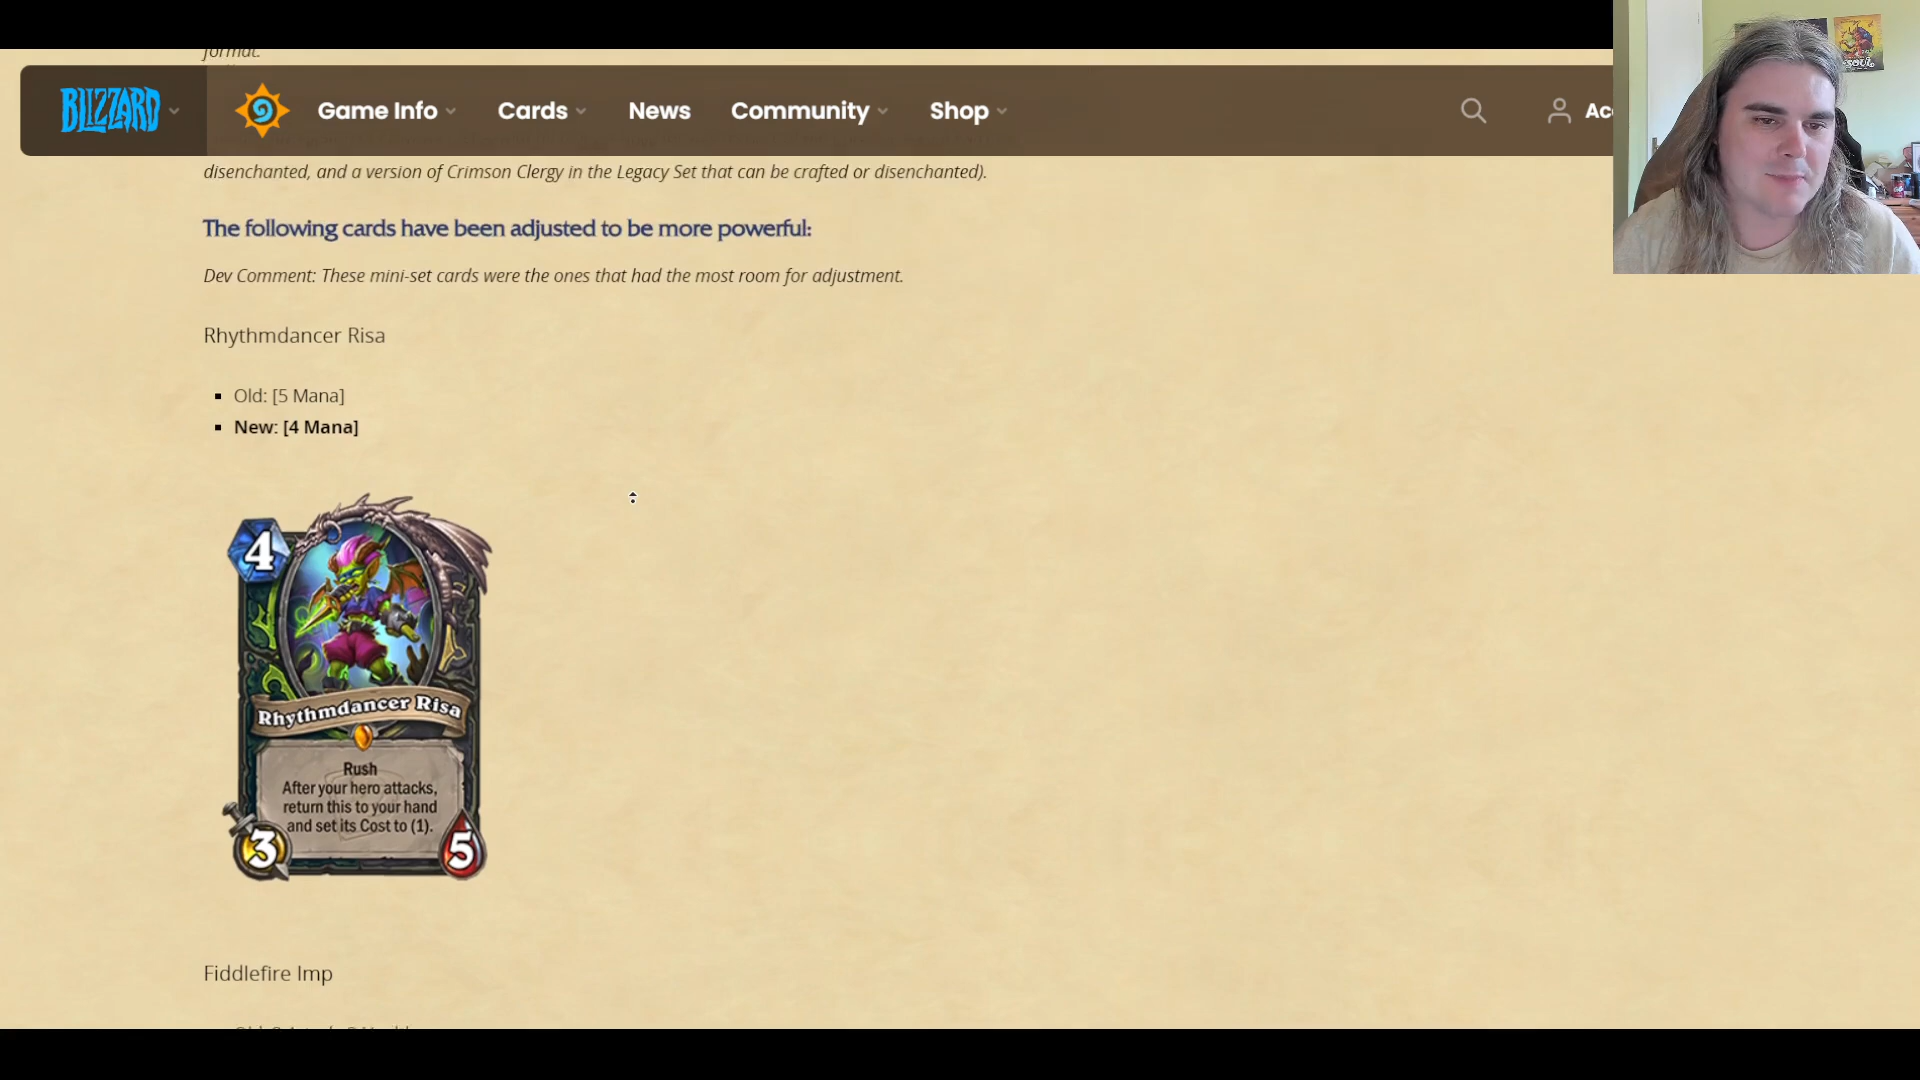 format.
BLIZZARD
Game Info
Cards
News
Community
Shop
disenchanted, and a version of Crimson Clergy in the Legacy Set that can be crafted or disenchanted).
The following cards have been adjusted to be more powerful:
Dev Comment: These mini-set cards were the ones that had the most room for adjustment.
Rhythmdancer Risa
▪ Old: [5 Mana]
▪ New: [4 Mana]
4
Rhythmdancer Risa
Rush
After your hero attacks,
return this to your hand
and set its Cost to (1).
3
5
Fiddlefire Imp